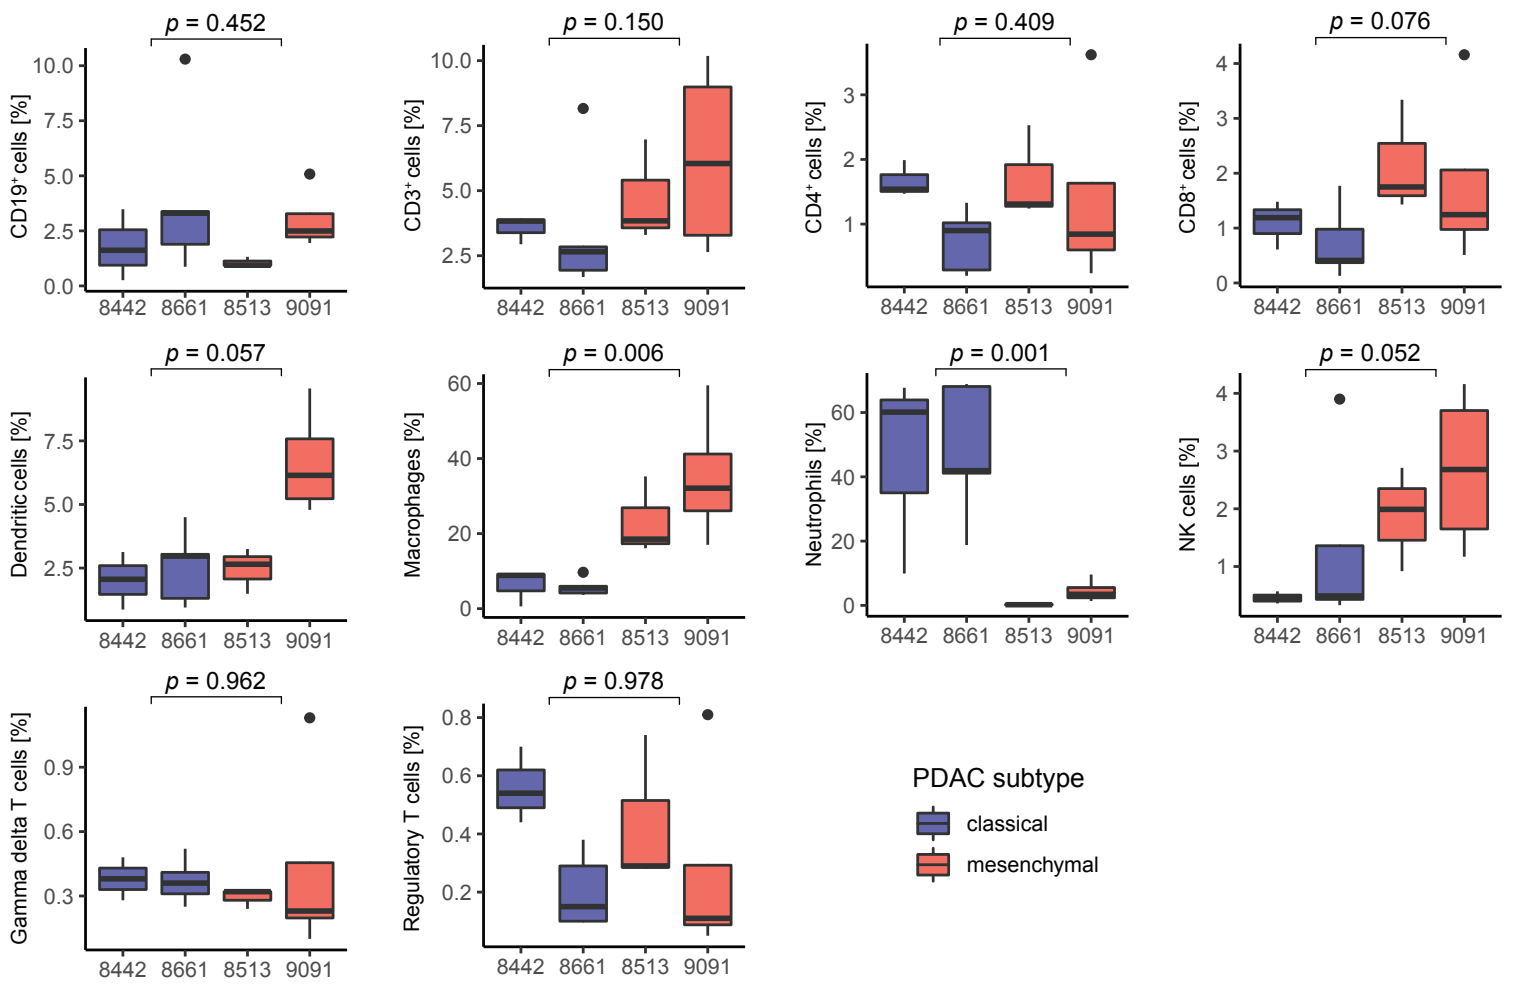 p = 0.452
CD19+ cells [%]
10.0
7.5
5.0
2.5
0.0
8442 8661 8513 9091
p = 0.150
CD3+ cells [%]
10.0
7.5
5.0
2.5
8442 8661 8513 9091
p = 0.409
CD4+ cells [%]
3
2
1
8442 8661 8513 9091
p = 0.076
CD8+ cells [%]
4
3
2
1
0
8442 8661 8513 9091
p = 0.057
Dendritic cells [%]
7.5
5.0
2.5
8442 8661 8513 9091
p = 0.006
Macrophages [%]
60
40
20
0
8442 8661 8513 9091
p = 0.001
Neutrophils [%]
60
40
20
0
8442 8661 8513 9091
p = 0.052
NK cells [%]
4
3
2
1
8442 8661 8513 9091
p = 0.962
Gamma delta T cells [%]
0.9
0.6
0.3
8442 8661 8513 9091
p = 0.978
Regulatory T cells [%]
0.8
0.6
0.4
0.2
8442 8661 8513 9091
PDAC subtype
classical
mesenchymal